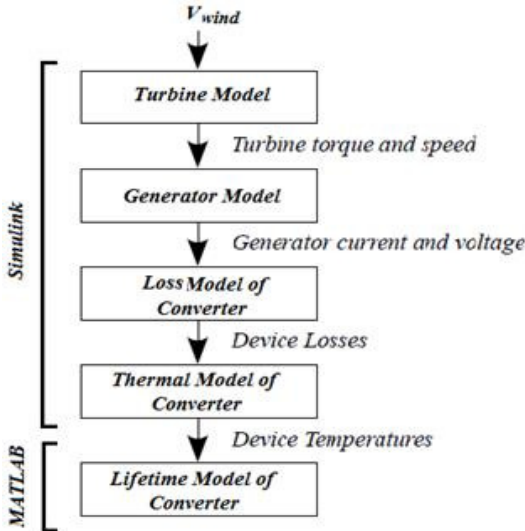 V wind
Turbine Model
Turbine torque and speed
Generator Model
Generator current and voltage
Loss Model of
Converter
Device Losses
Thermal Model of
Converter
Device Temperatures
Lifetime Model of
Converter
Simulink
MATLAB